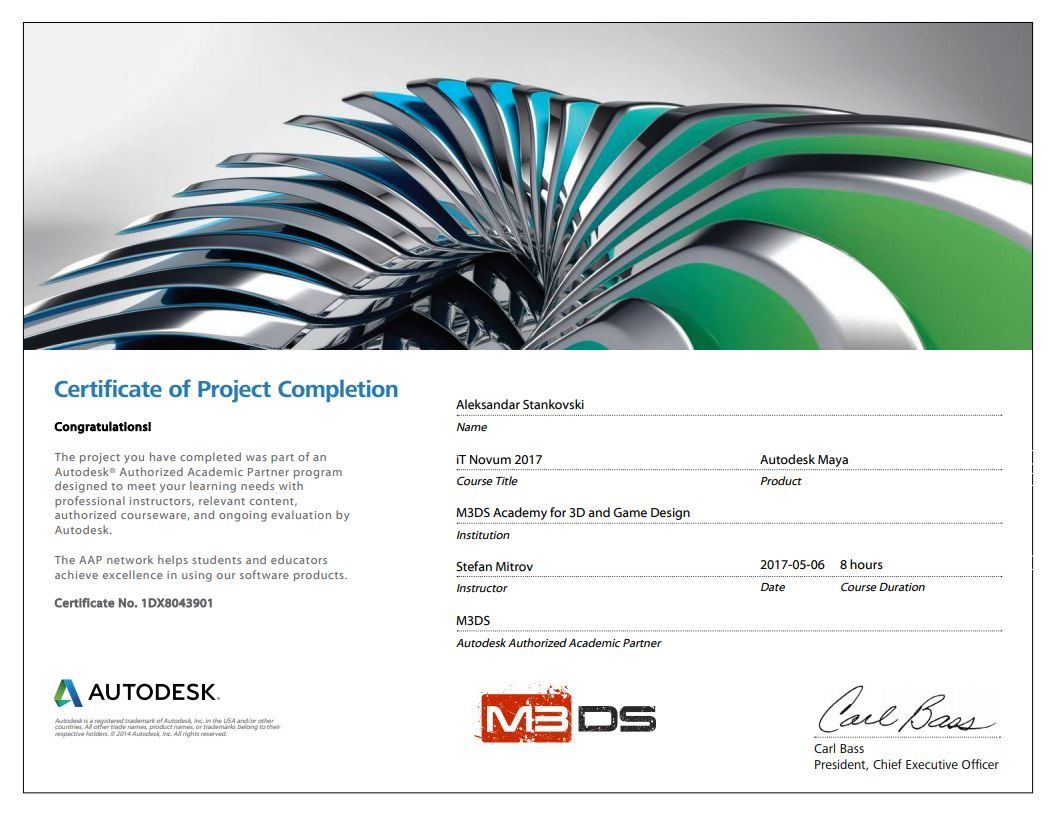 Certificate of Project Completion
Congratulations!
The project you have completed was part of an
Autodesk® Authorized Academic Partner program
designed to meet your learning needs with
professional instructors, relevant content,
authorized courseware, and ongoing evaluation by
Autodesk.
The AAP network helps students and educators
achieve excellence in using our software products.
Certificate No. 1DX8043901
Aleksandar Stankovski
Name
iT Novum 2017 Autodesk Maya
Course Title Product
M3DS Academy for 3D and Game Design
Institution
Stefan Mitrov 2017-05-06 8 hours
Instructor Date Course Duration
M3DS
Autodesk Authorized Academic Partner
AUTODESK.
Autodesk is a registered trademark of Autodesk, Inc. in the USA and/or other
countries. All other trade names, product names, or trademarks belong to their
respective holders. © 2014 Autodesk, Inc. All rights reserved.
M3DS
Carl Bass
Carl Bass
President, Chief Executive Officer